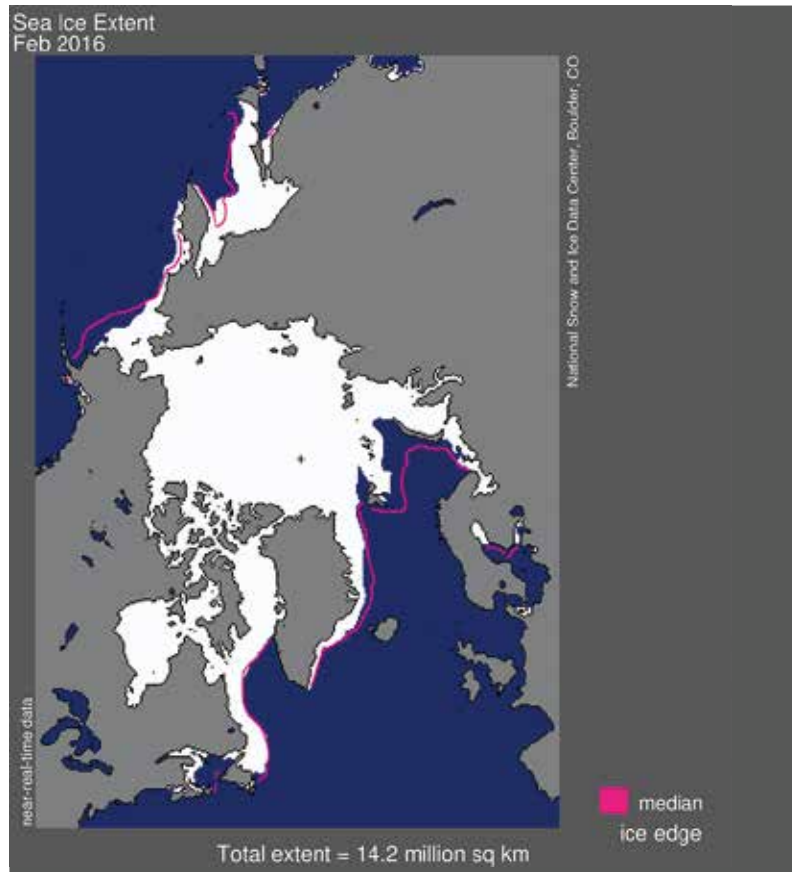 Sea Ice Extent
Feb 2016
National Snow and Ice Data Center, Boulder, CO
near-real-time data
median
ice edge
Total extent = 14.2 million sq km